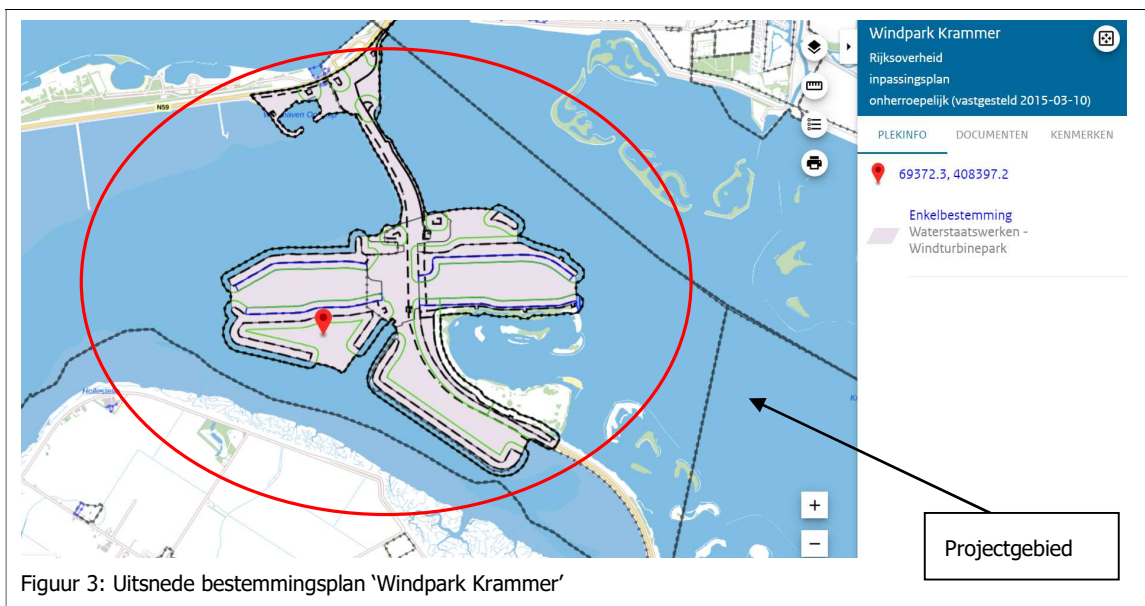 Windpark Krammer
Rijksoverheid
inpassingsplan
onherroepelijk (vastgesteld 2015-03-10)
PLEKINFO DOCUMENTEN KENMERKEN
69372.3, 408397.2
Enkelbestemming
Waterstaatswerken -
Windturbinepark
N59
+
−
Projectgebied
Figuur 3: Uitsnede bestemmingsplan ‘Windpark Krammer’